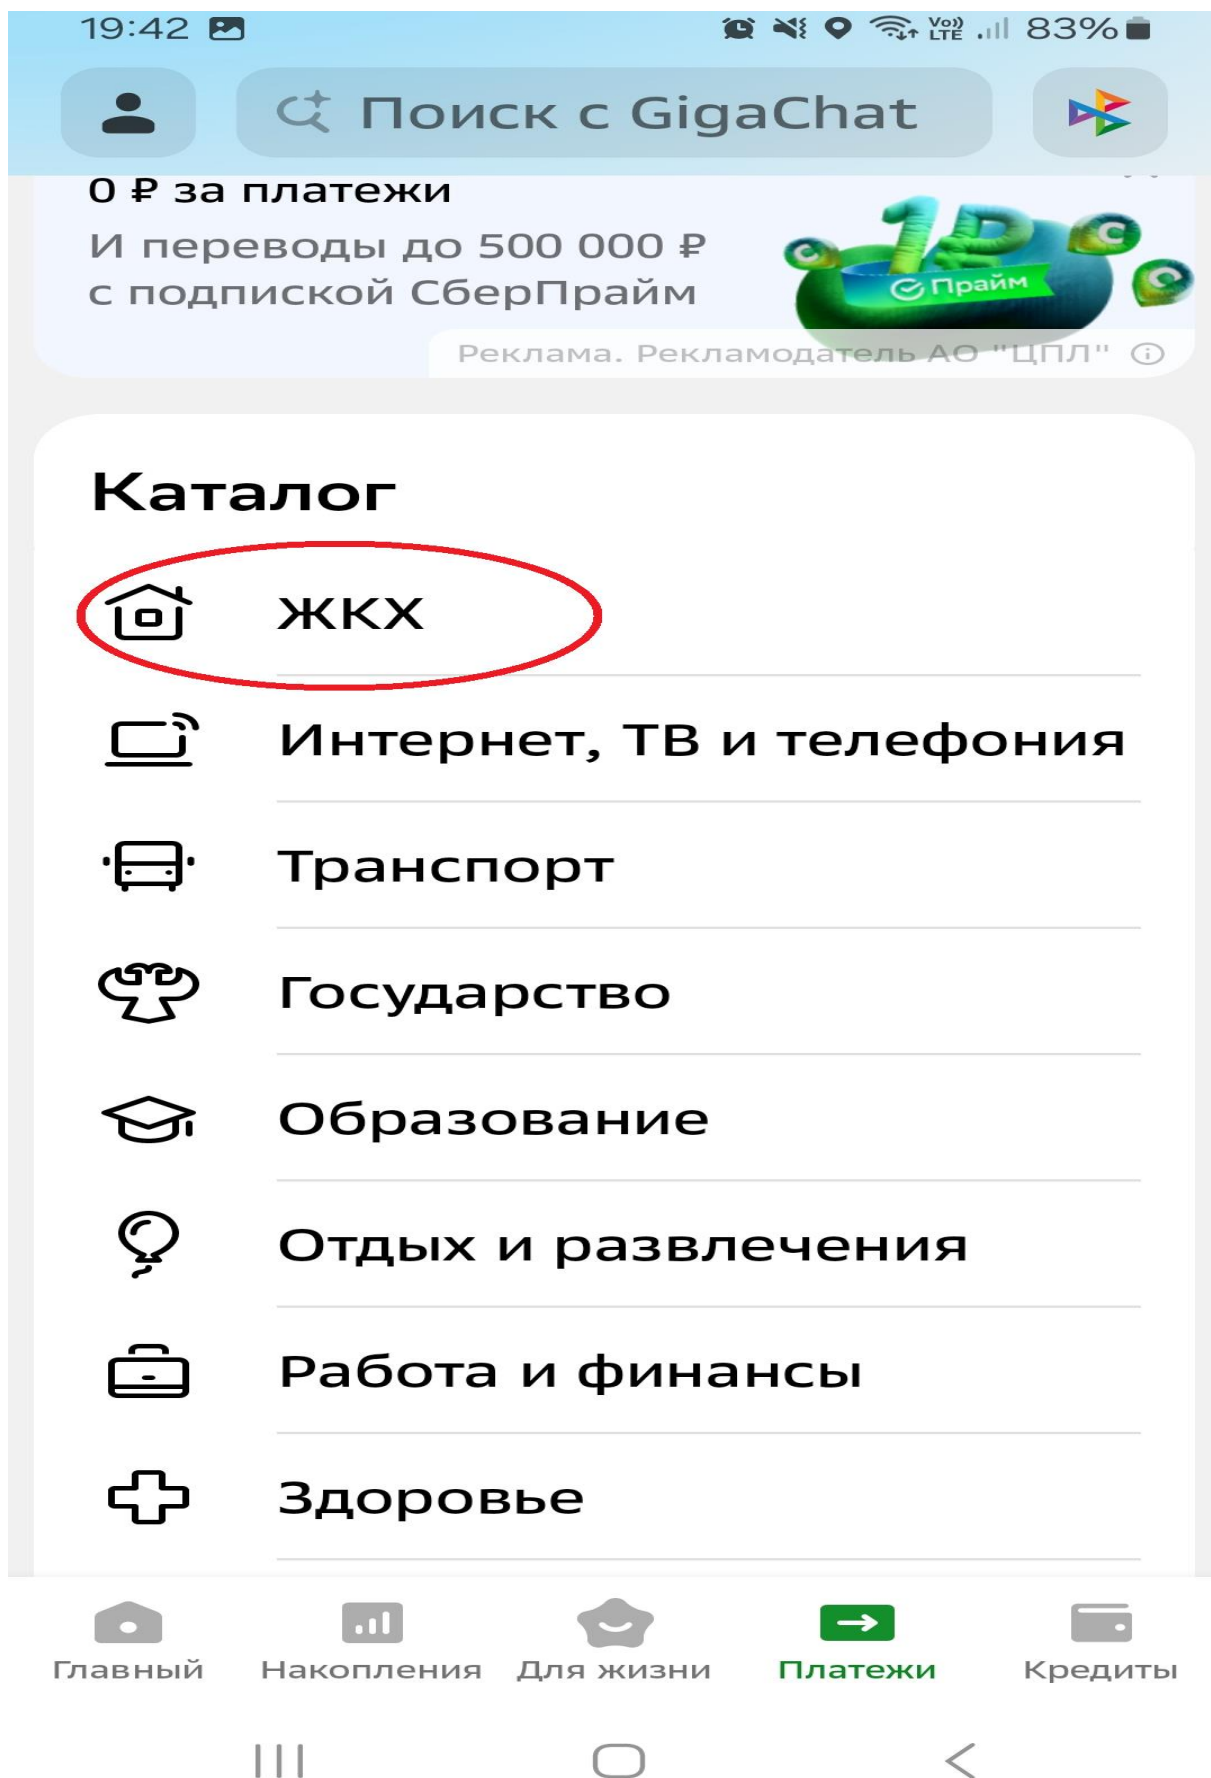 19:42
Vo)) LTE 83%
Поиск с GigaChat
0 ₽ за платежи
И переводы до 500 000 ₽
с подпиской СберПрайм
Прайм
Реклама. Рекламодатель АО "ЦПЛ"
Каталог
ЖКХ
Интернет, ТВ и телефония
Транспорт
Государство
Образование
Отдых и развлечения
Работа и финансы
Здоровье
Главный Накопления Для жизни Платежи Кредиты